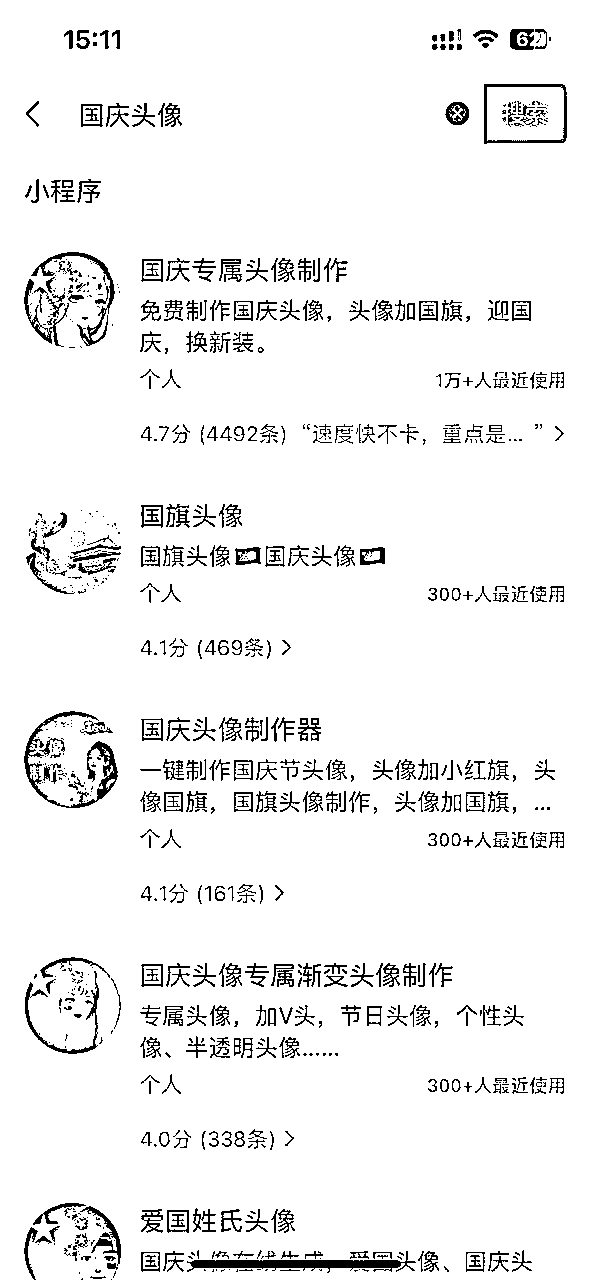 15:11
62
国庆头像
搜索
小程序
国庆专属头像制作
免费制作国庆头像，头像加国旗，迎国
庆，换新装。
个人
1万+人最近使用
4.7分 (4492条) “速度快不卡，重点是... ”
国旗头像
国旗头像 国庆头像
个人
300+人最近使用
4.1分 (469条)
国庆头像制作器
一键制作国庆节头像，头像加小红旗，头
像国旗，国旗头像制作，头像加国旗，...
个人
300+人最近使用
4.1分 (161条)
国庆头像专属渐变头像制作
专属头像，加V头，节日头像，个性头
像、半透明头像......
个人
300+人最近使用
4.0分 (338条)
爱国姓氏头像
国庆头像在线生成，爱国头像、国庆头